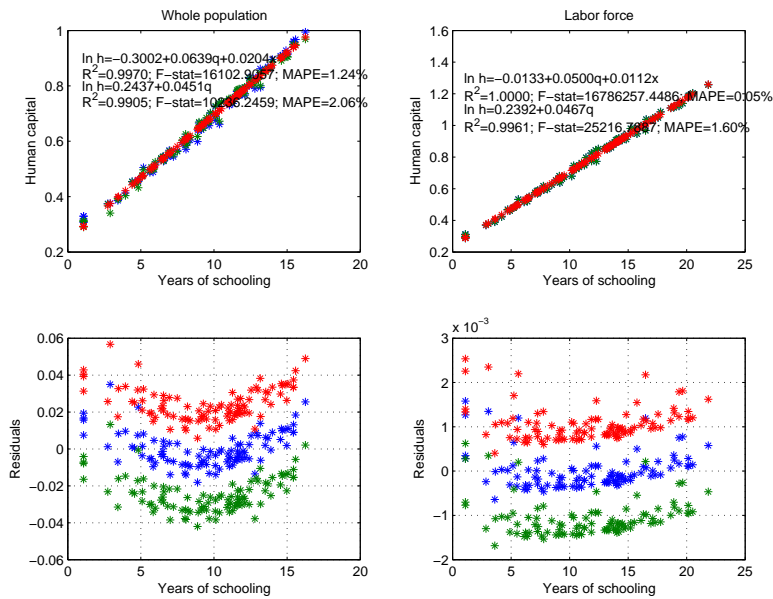 Whole population
ln h=−0.3002+0.0639q+0.0204x
R²=0.9970; F−stat=16102.9057; MAPE=1.24%
ln h=0.2437+0.0451q
R²=0.9905; F−stat=10236.2459; MAPE=2.06%
Human capital
1
0.8
0.6
0.4
0.2
0 5 10 15 20
Years of schooling
Labor force
ln h=−0.0133+0.0500q+0.0112x
R²=1.0000; F−stat=16786257.4486; MAPE=0.05%
ln h=0.2392+0.0467q
R²=0.9961; F−stat=25216.7887; MAPE=1.60%
Human capital
1.6
1.4
1.2
1
0.8
0.6
0.4
0.2
0 5 10 15 20 25
Years of schooling
Residuals
0.06
0.04
0.02
0
−0.02
−0.04
−0.06
0 5 10 15 20
Years of schooling
x 10⁻³
Residuals
3
2
1
0
−1
−2
0 5 10 15 20 25
Years of schooling